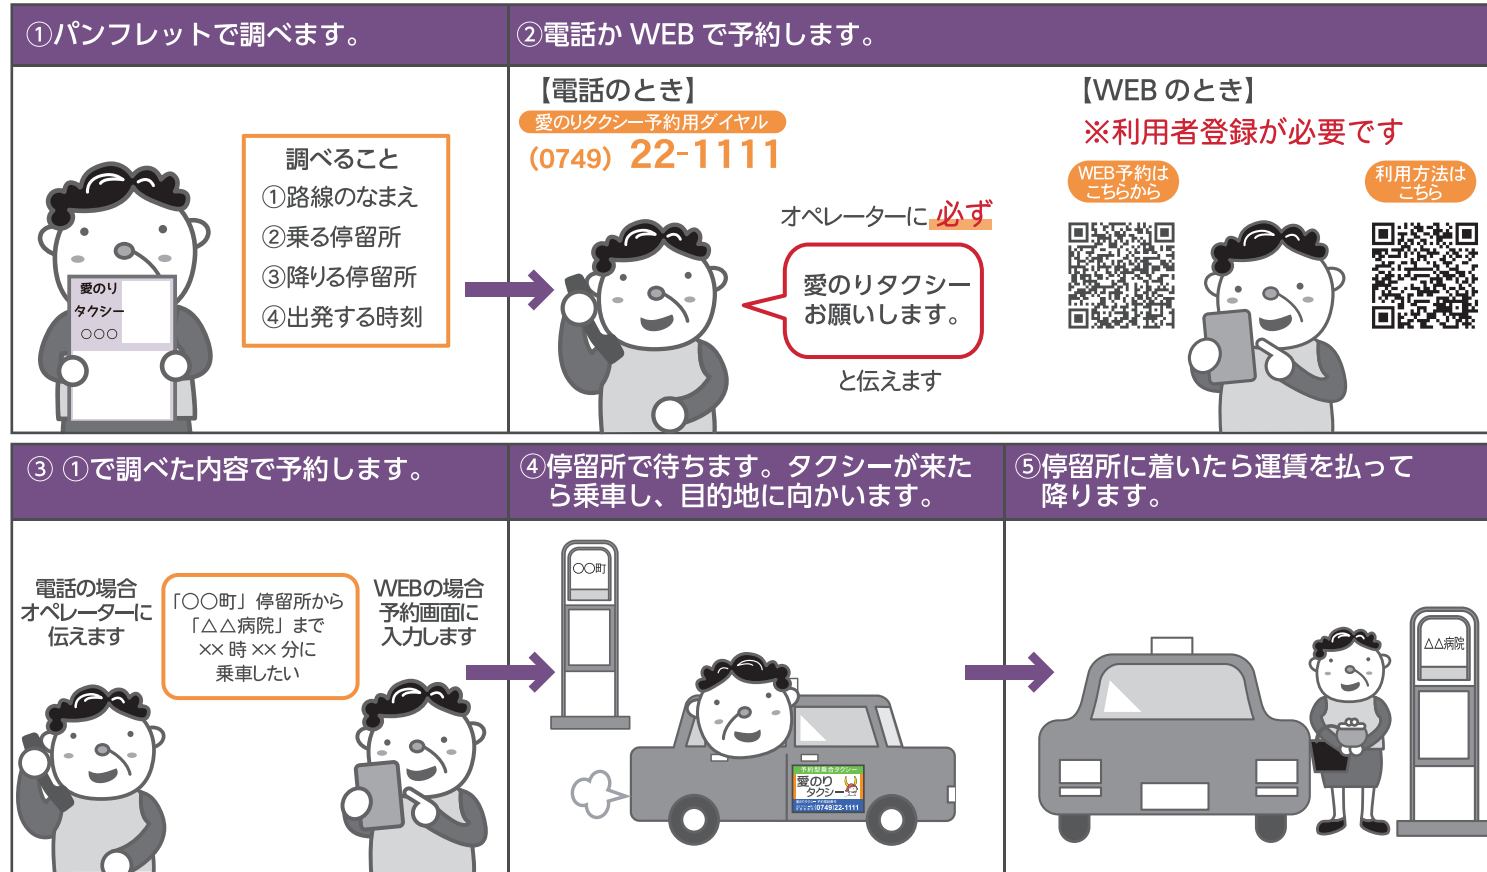 ①パンフレットで調べます。
調べること
①路線のなまえ
②乗る停留所
③降りる停留所
④出発する時刻
愛のり
タクシー
○○○
②電話か WEB で予約します。
【電話のとき】
愛のりタクシー予約用ダイヤル
(0749) 22-1111
オペレーターに 必ず
愛のりタクシー
お願いします。
と伝えます
【WEB のとき】
※利用者登録が必要です
WEB予約は
こちらから
利用方法は
こちら
③ ①で調べた内容で予約します。
電話の場合
オペレーターに
伝えます
「○○町」停留所から
「△△病院」まで
×× 時 ×× 分に
乗車したい
WEBの場合
予約画面に
入力します
④停留所で待ちます。タクシーが来た
ら乗車し、目的地に向かいます。
○○町
予約型乗合タクシー
愛のり
タクシー
(0749)22-1111
⑤停留所に着いたら運賃を払って
降ります。
△△病院